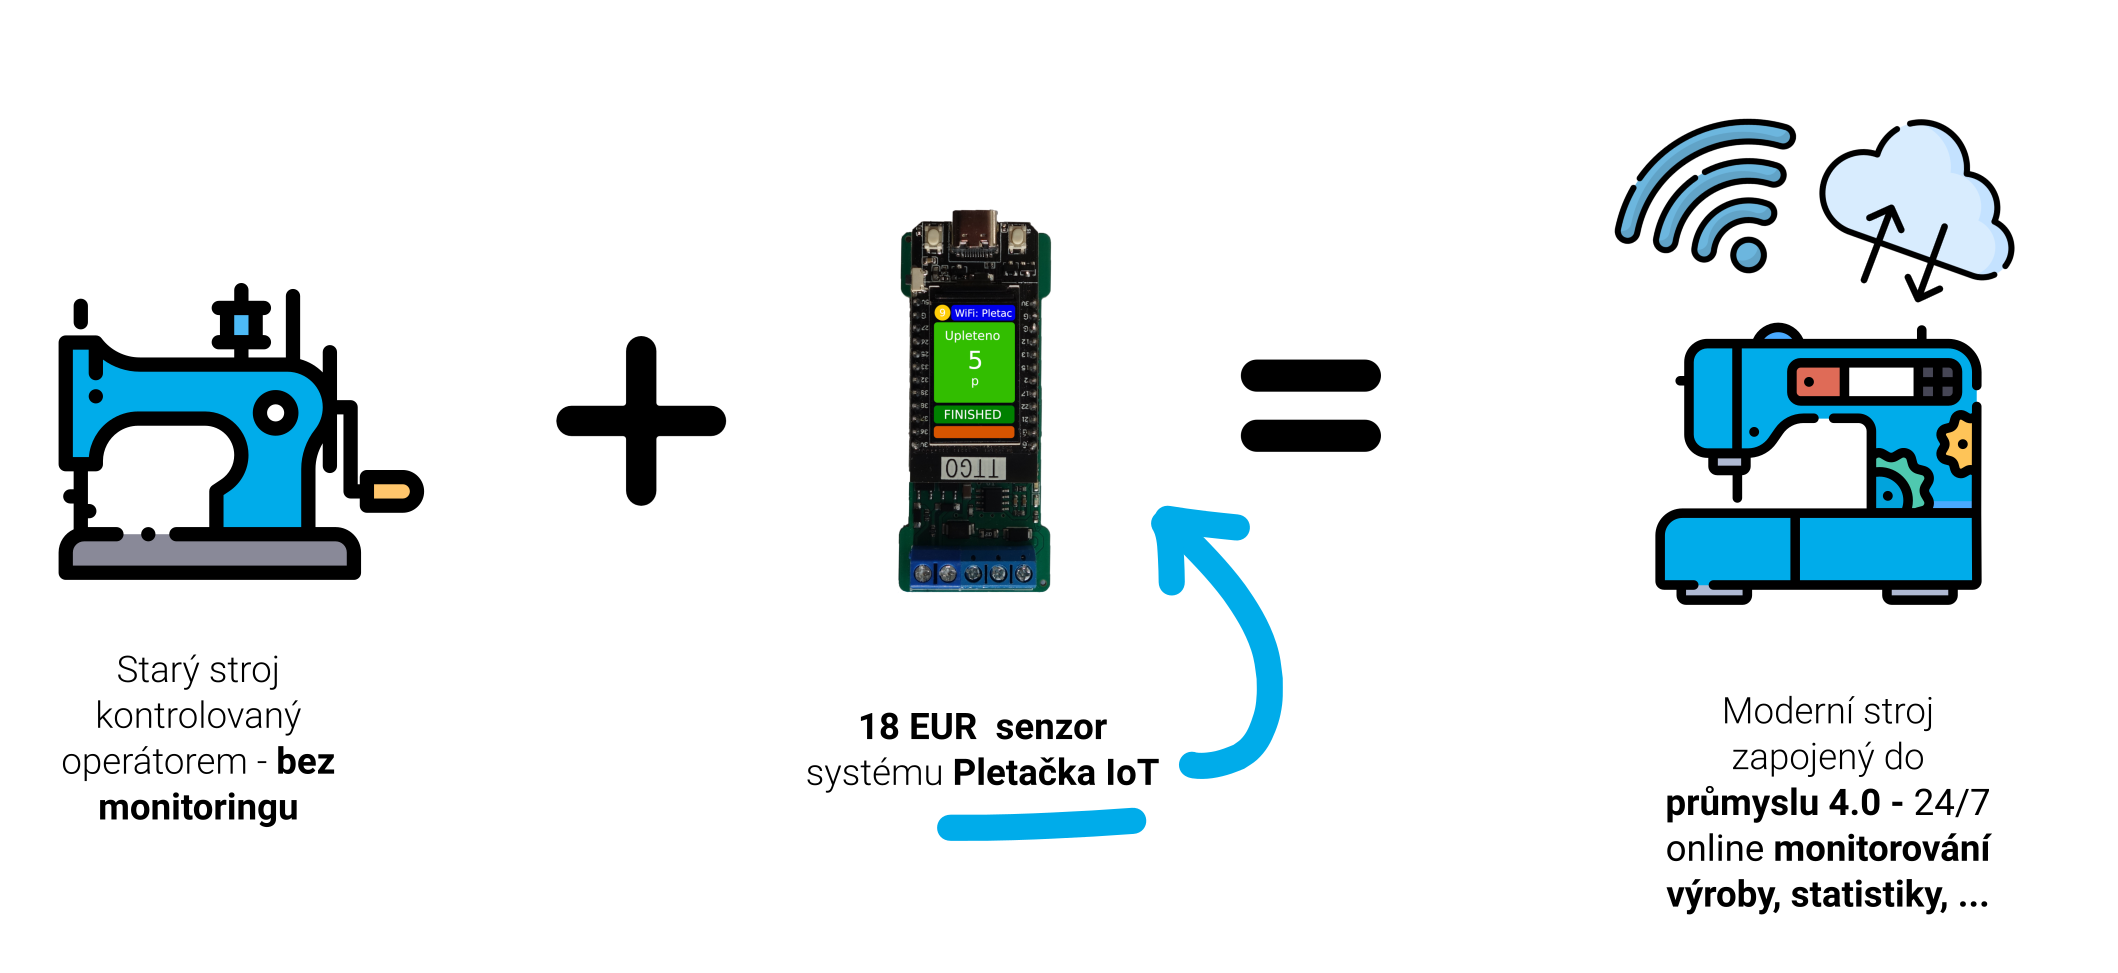 Starý stroj
kontrolovaný
operátorem - bez
monitoringu
9 WiFi: Pletac
Upleteno
5
p
FINISHED
TTGO
18 EUR senzor
systému Pletačka IoT
Moderní stroj
zapojený do
průmyslu 4.0 - 24/7
online monitorování
výroby, statistiky, ...